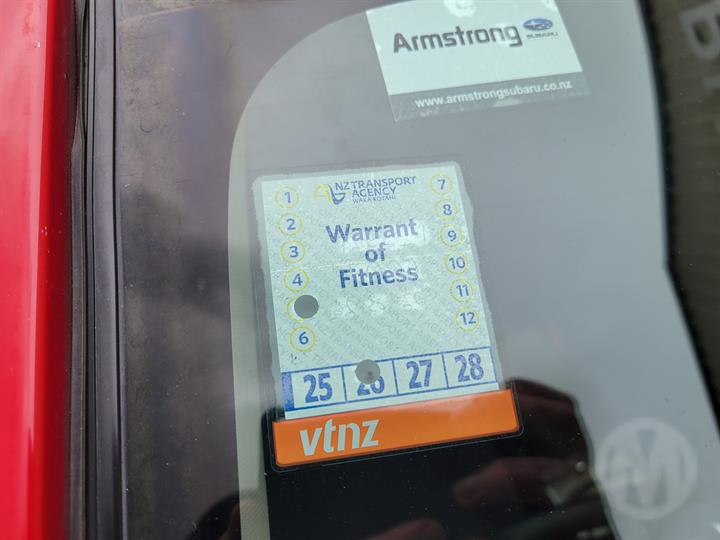 Armstrong
SUBARU
www.armstrongsubaru.co.nz
NZ TRANSPORT
AGENCY
WAKA KOTAHI
1 7
2 8
3 9
4 10
11
6 12
Warrant
of
Fitness
25 26 27 28
vtnz
M